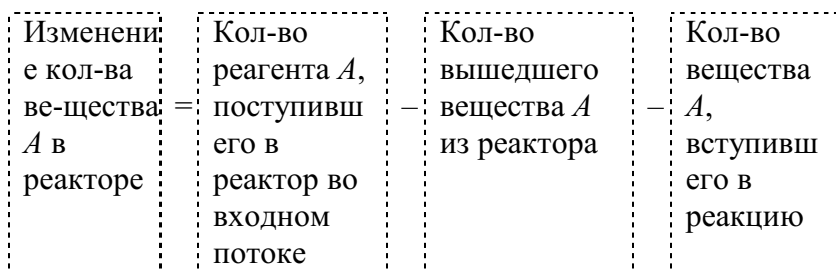 Изменени
е кол-ва
ве-щества
А в
реакторе
=
Кол-во
реагента А,
поступивш
его в
реактор во
входном
потоке
–
Кол-во
вышедшего
вещества А
из реактора
–
Кол-во
вещества
А,
вступивш
его в
реакцию